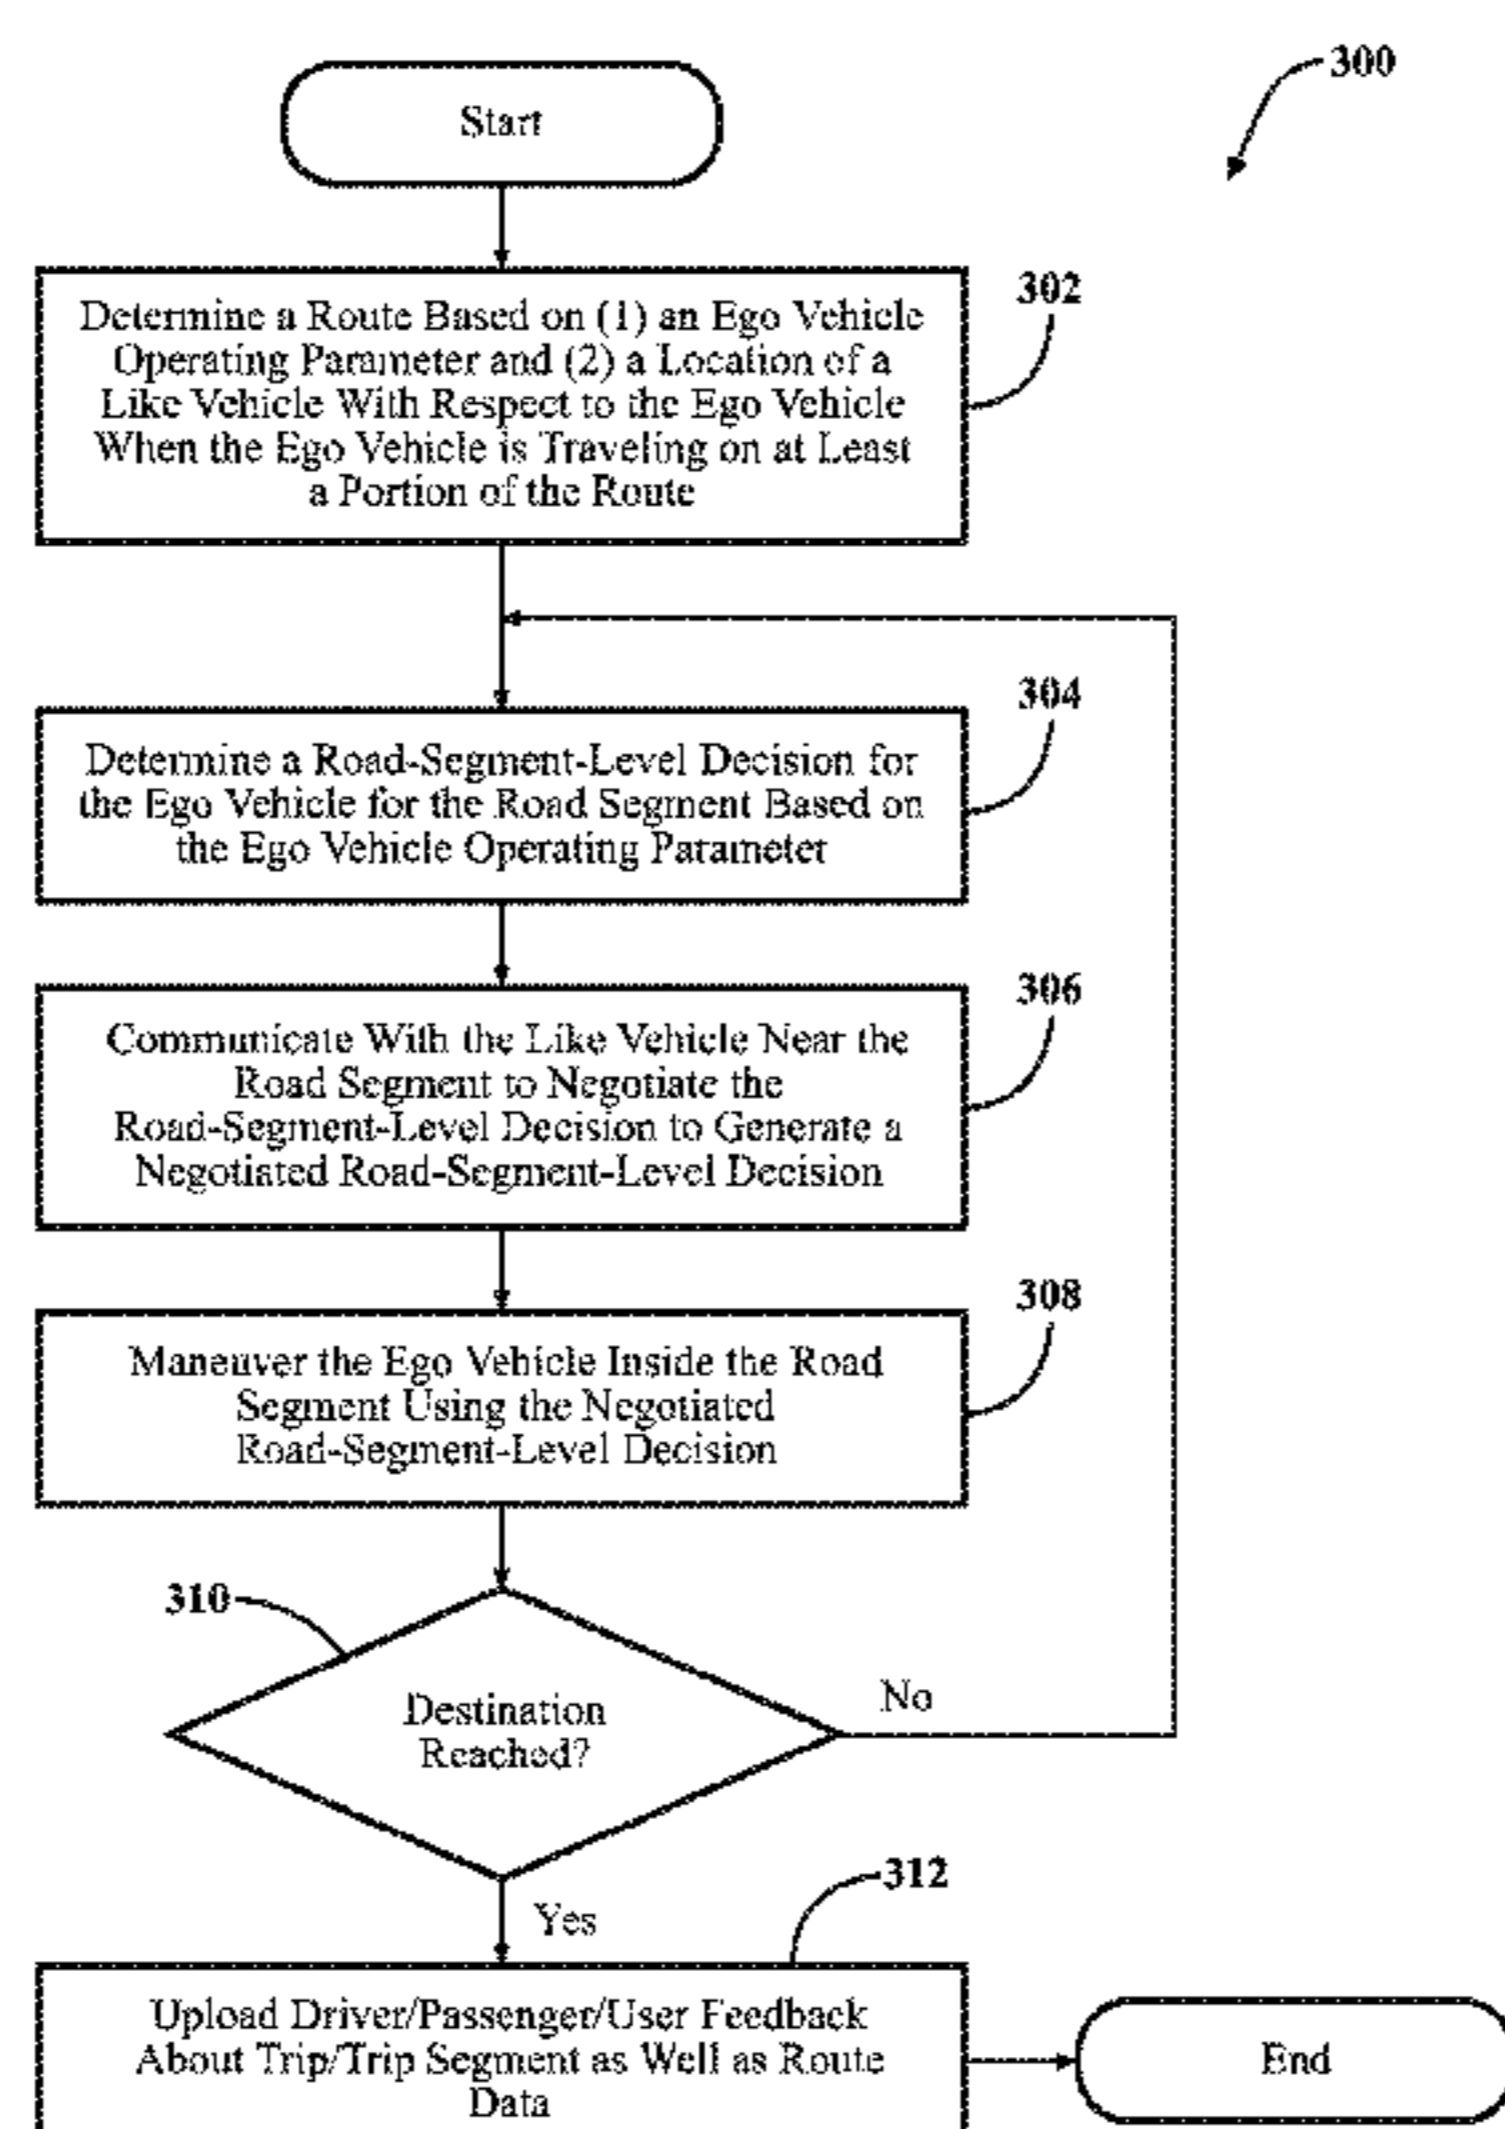 300
Start
302
Determine a Route Based on (1) an Ego Vehicle
Operating Parameter and (2) a Location of a
Like Vehicle With Respect to the Ego Vehicle
When the Ego Vehicle is Traveling on at Least
a Portion of the Route
304
Determine a Road-Segment-Level Decision for
the Ego Vehicle for the Road Segment Based on
the Ego Vehicle Operating Parameter
306
Communicate With the Like Vehicle Near the
Road Segment to Negotiate the
Road-Segment-Level Decision to Generate a
Negotiated Road-Segment-Level Decision
308
Maneuver the Ego Vehicle Inside the Road
Segment Using the Negotiated
Road-Segment-Level Decision
310
Destination
Reached?
No
Yes
312
Upload Driver/Passenger/User Feedback
About Trip/Trip Segment as Well as Route
Data
End